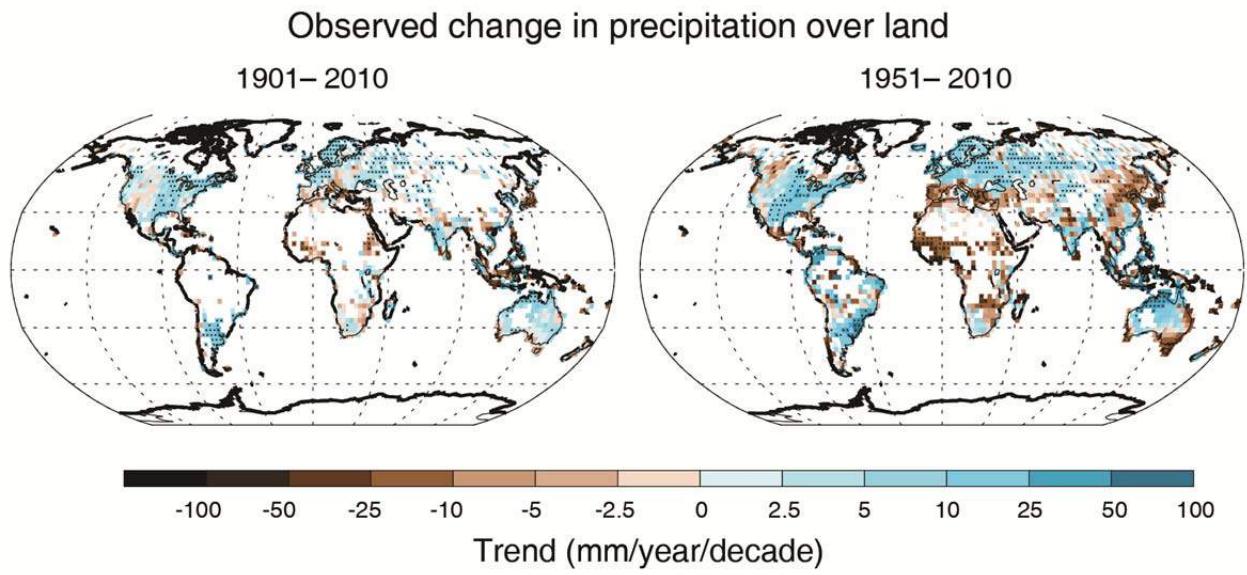 Observed change in precipitation over land
1901– 2010
1951– 2010
-100 -50 -25 -10 -5 -2.5 0 2.5 5 10 25 50 100
Trend (mm/year/decade)